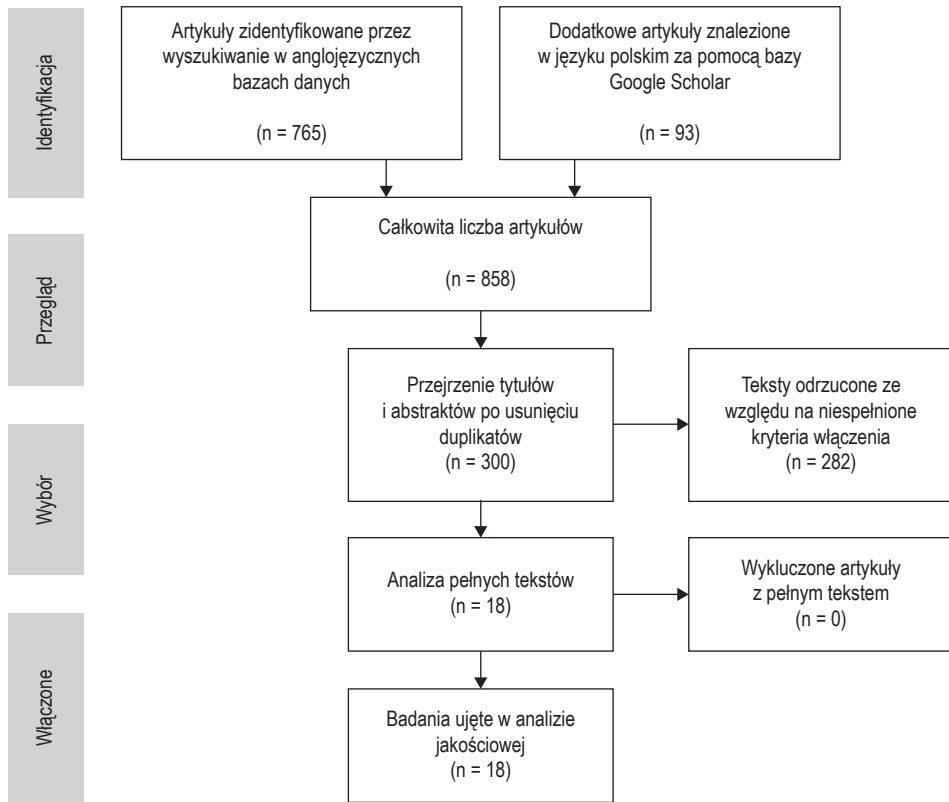 Identyfikacja
Artykuły zidentyfikowane przez
wyszukiwanie w anglojęzycznych
bazach danych
(n = 765)
Dodatkowe artykuły znalezione
w języku polskim za pomocą bazy
Google Scholar
(n = 93)
Przegląd
Całkowita liczba artykułów
(n = 858)
Przejrzenie tytułów
i abstraktów po usunięciu
duplikatów
(n = 300)
Teksty odrzucone ze
względu na niespełnione
kryteria włączenia
(n = 282)
Wybór
Analiza pełnych tekstów
(n = 18)
Wykluczone artykuły
z pełnym tekstem
(n = 0)
Włączone
Badania ujęte w analizie
jakościowej
(n = 18)